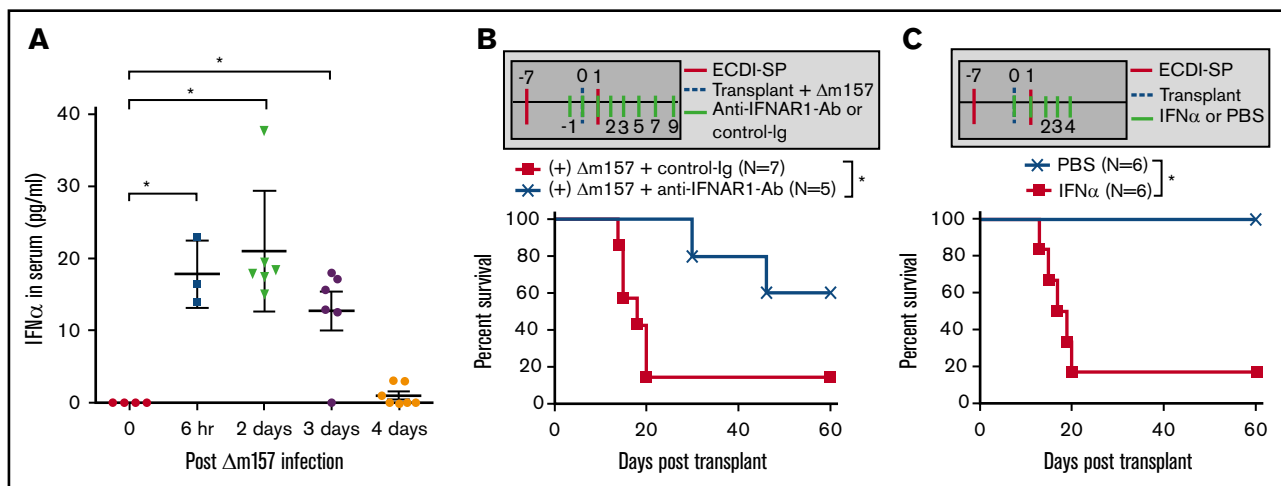 A
IFNα in serum (pg/ml)
40
30
20
10
0
*
*
*
0 6 hr 2 days 3 days 4 days
Post Δm157 infection
B
-7 0 1
-1 2 3 5 7 9
ECDI-SP
Transplant + Δm157
Anti-IFNAR1-Ab or
control-Ig
(+) Δm157 + control-Ig (N=7)
(+) Δm157 + anti-IFNAR1-Ab (N=5)
*
Percent survival
100
80
60
40
20
0
0 20 40 60
Days post transplant
C
-7 0 1
2 3 4
ECDI-SP
Transplant
IFNα or PBS
PBS (N=6)
IFNα (N=6)
*
Percent survival
100
80
60
40
20
0
0 20 40 60
Days post transplant